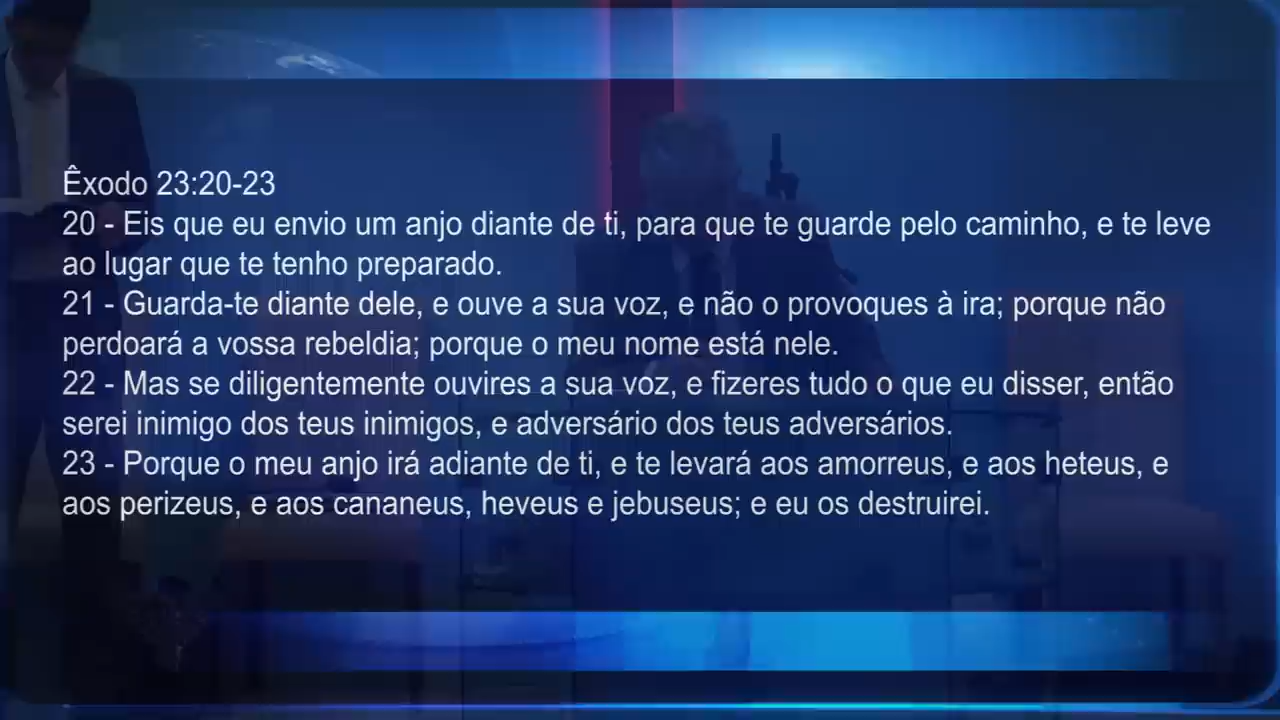 Êxodo 23:20-23
20 - Eis que eu envio um anjo diante de ti, para que te guarde pelo caminho, e te leve
ao lugar que te tenho preparado.
21 - Guarda-te diante dele, e ouve a sua voz, e não o provoques à ira; porque não
perdoará a vossa rebeldia; porque o meu nome está nele.
22 - Mas se diligentemente ouvires a sua voz, e fizeres tudo o que eu disser, então
serei inimigo dos teus inimigos, e adversário dos teus adversários.
23 - Porque o meu anjo irá adiante de ti, e te levará aos amorreus, e aos heteus, e
aos perizeus, e aos cananeus, heveus e jebuseus; e eu os destruirei.